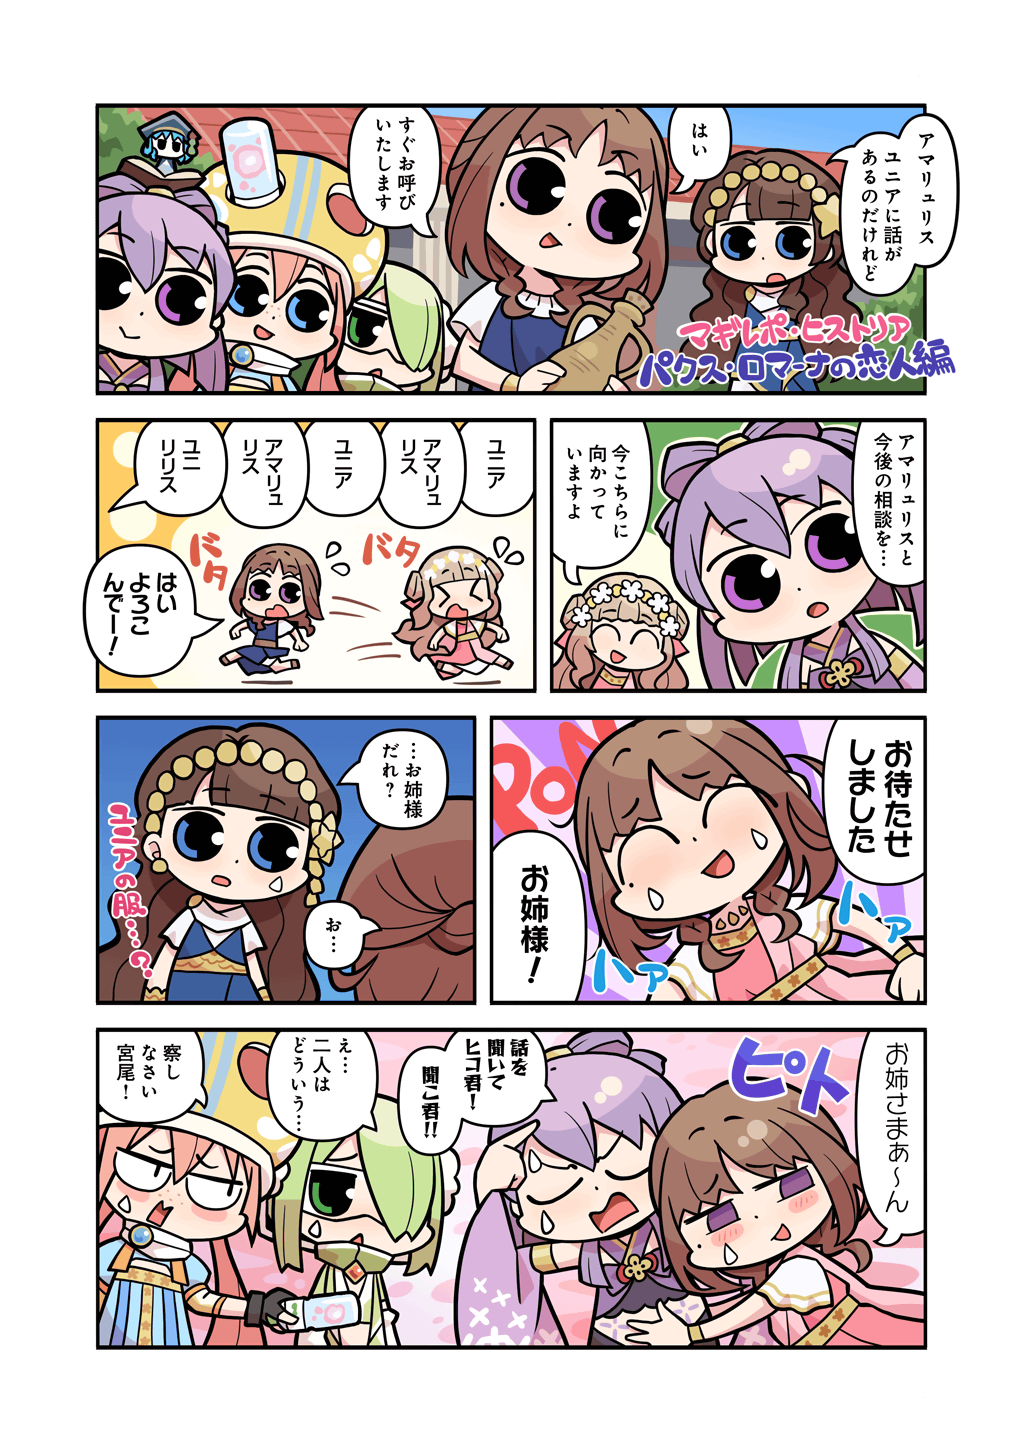 アマリュリス
ユニアに話が
あるのだけれど
はい
すぐお呼び
いたします
マギレポ・ヒストリア
パクス・ロマーナの恋人編
アマリュリスと
今後の相談を…
今こちらに
向かって
いますよ
ユニア
アマリュ
リス
ユニア
アマリュ
リス
ユニ
リリス
バタ
バタ
はい
よろこ
んでー！
お待たせ
しました
RON
ハァ
ハァ
お姉様！
…お姉様
だれ？
お…
ユニアの服…？
お姉さまぁ～ん
ピト
話を
聞いて
ヒコ君！
聞こ君!!
え…
二人は
どういう…
察し
なさい
宮尾！